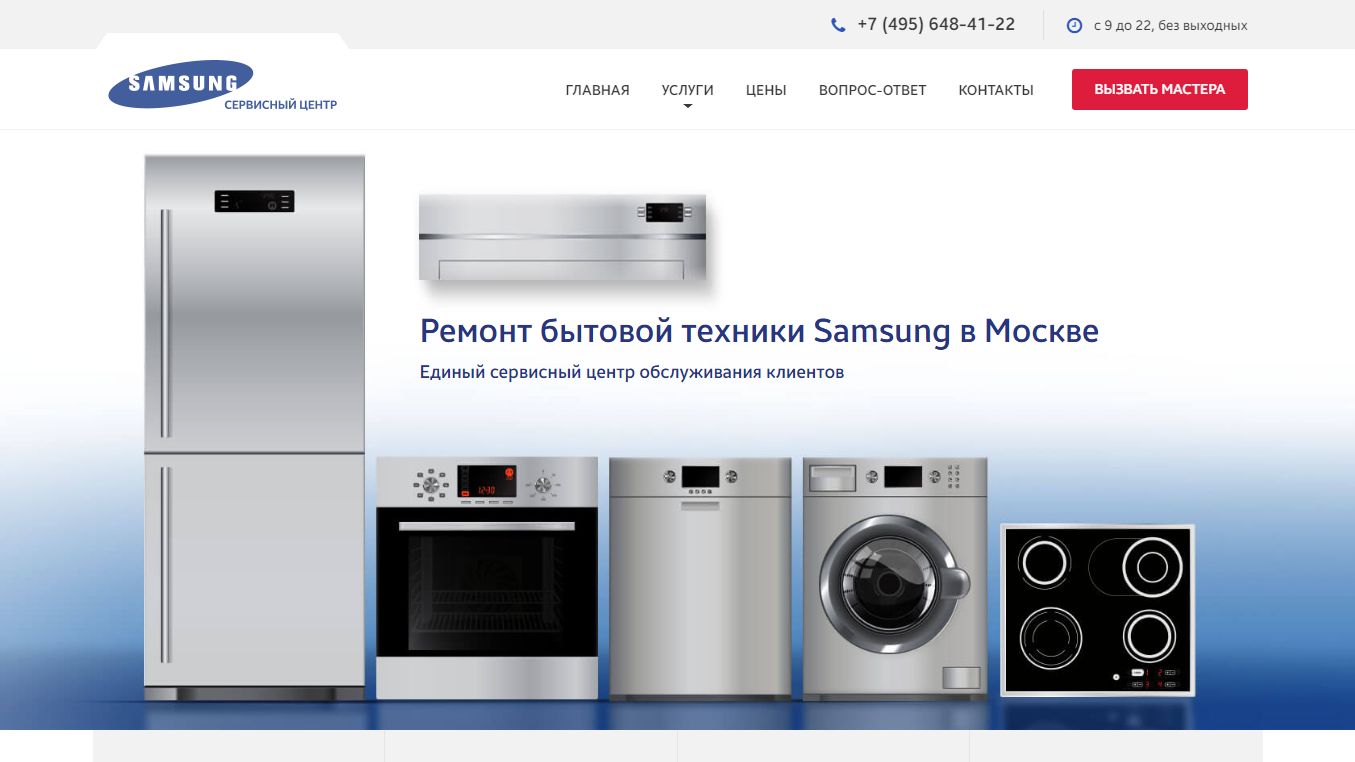 +7 (495) 648-41-22
с 9 до 22, без выходных
SAMSUNG
СЕРВИСНЫЙ ЦЕНТР
ГЛАВНАЯ
УСЛУГИ
ЦЕНЫ
ВОПРОС-ОТВЕТ
КОНТАКТЫ
ВЫЗВАТЬ МАСТЕРА
Ремонт бытовой техники Samsung в Москве
Единый сервисный центр обслуживания клиентов
12:30